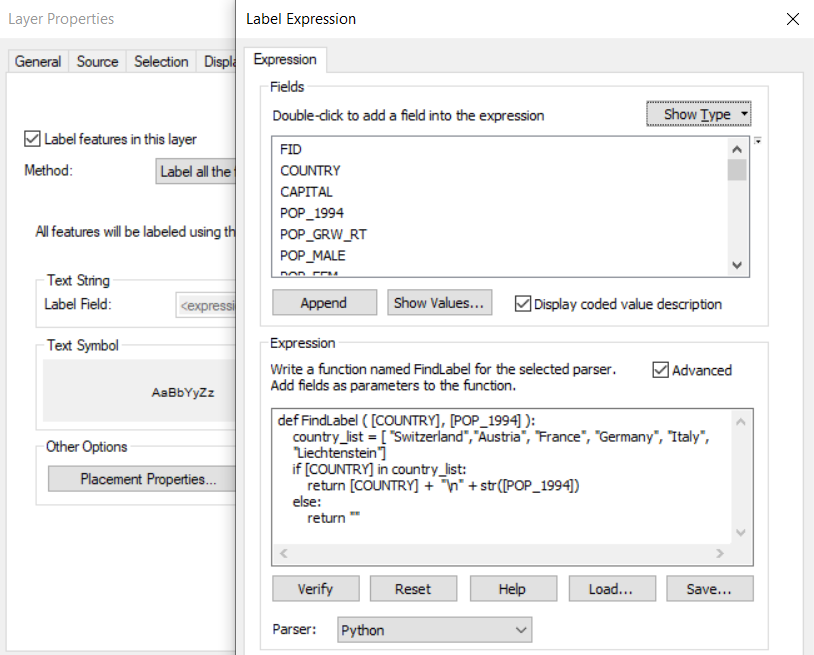 Layer Properties
Label Expression
General Source Selection
Expression
Fields
Double-click to add a field into the expression
Show Type
FID
COUNTRY
CAPITAL
POP_1994
POP_GRW_RT
POP_MALE
Label features in this layer
Method:
Label all the
All features will be labeled using
Append
Show Values...
Display coded value description
Text String
Label Field:
Text Symbol
AaBbYyZz
Other Options
Placement Properties...
Expression
Write a function named FindLabel for the selected parser.
Add fields as parameters to the function.
Advanced
def FindLabel ( [COUNTRY], [POP_1994] ):
country_list = [ "Switzerland","Austria", "France", "Germany", "Italy",
"Liechtenstein"]
if [COUNTRY] in country_list:
return [COUNTRY] + "\n" + str([POP_1994])
else:
return ""
Verify
Reset
Help
Load...
Save...
Parser:
Python